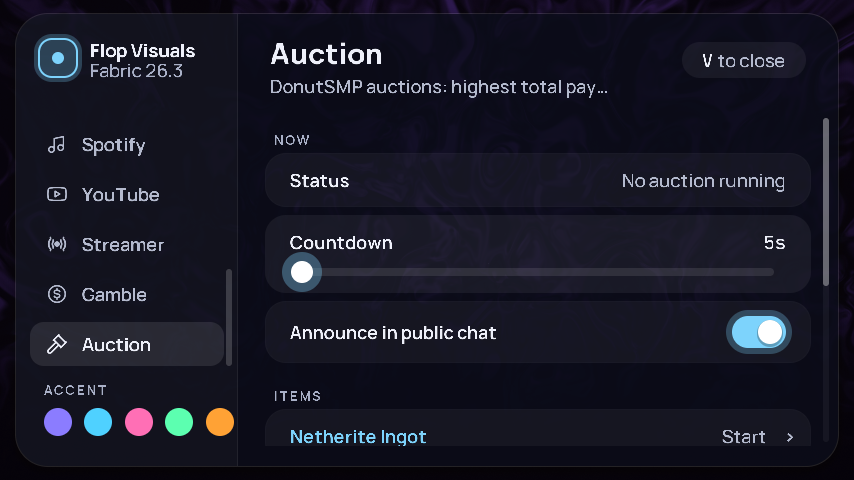 Flop Visuals
Fabric 26.3
Spotify
YouTube
Streamer
Gamble
Auction
ACCENT
Auction
DonutSMP auctions: highest total pay…
V to close
NOW
Status No auction running
Countdown 5s
Announce in public chat
ITEMS
Netherite Ingot Start